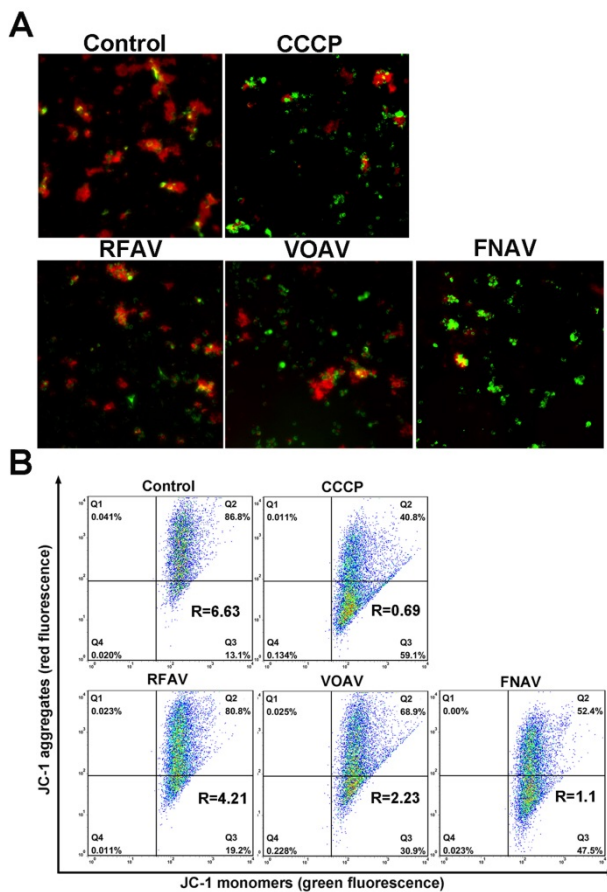 A
Control CCCP
RFAV VOAV FNAV
B
JC-1 aggregates (red fluorescence)
Control CCCP
Q1 Q2 Q1 Q2
0.041% 86.8% 0.011% 40.8%
R=6.63 R=0.69
Q4 Q3 Q4 Q3
0.020% 13.1% 0.134% 59.1%
RFAV VOAV FNAV
Q1 Q2 Q1 Q2 Q1 Q2
0.023% 80.8% 0.025% 68.9% 0.00% 52.4%
R=4.21 R=2.23 R=1.1
Q4 Q3 Q4 Q3 Q4 Q3
0.011% 19.2% 0.228% 30.9% 0.023% 47.5%
JC-1 monomers (green fluorescence)